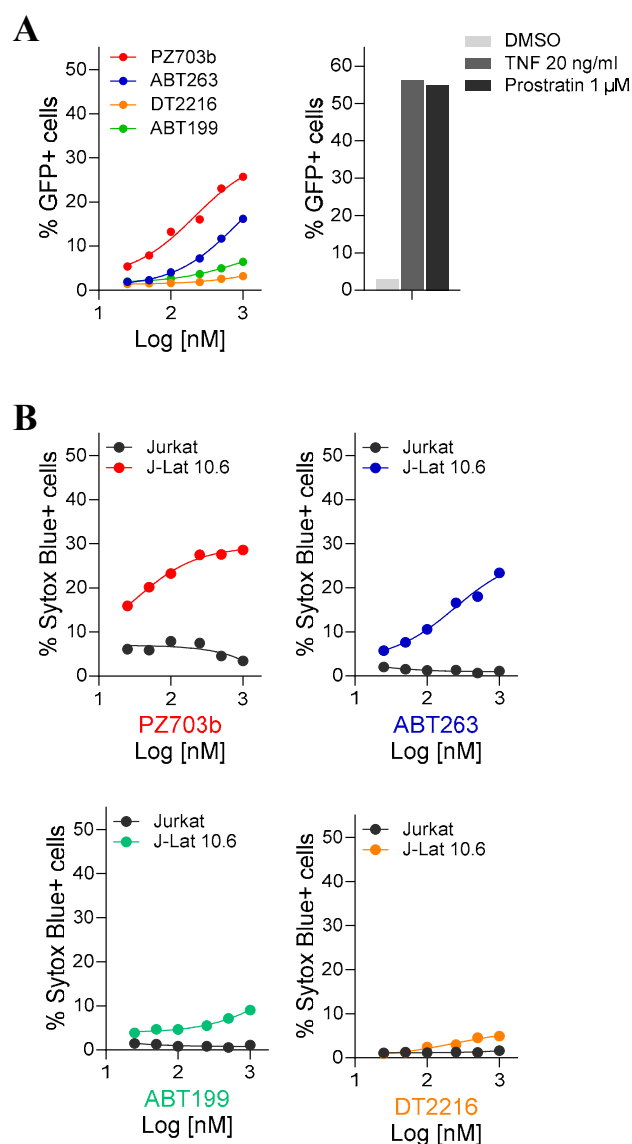 A
PZ703b
ABT263
DT2216
ABT199
% GFP+ cells
50
40
30
20
10
0
1
2
3
Log [nM]
DMSO
TNF 20 ng/ml
Prostratin 1 µM
% GFP+ cells
60
50
40
30
20
10
0
B
Jurkat
J-Lat 10.6
% Sytox Blue+ cells
50
40
30
20
10
0
1
2
3
PZ703b
Log [nM]
Jurkat
J-Lat 10.6
% Sytox Blue+ cells
50
40
30
20
10
0
1
2
3
ABT263
Log [nM]
Jurkat
J-Lat 10.6
% Sytox Blue+ cells
50
40
30
20
10
0
1
2
3
ABT199
Log [nM]
Jurkat
J-Lat 10.6
% Sytox Blue+ cells
50
40
30
20
10
0
1
2
3
DT2216
Log [nM]